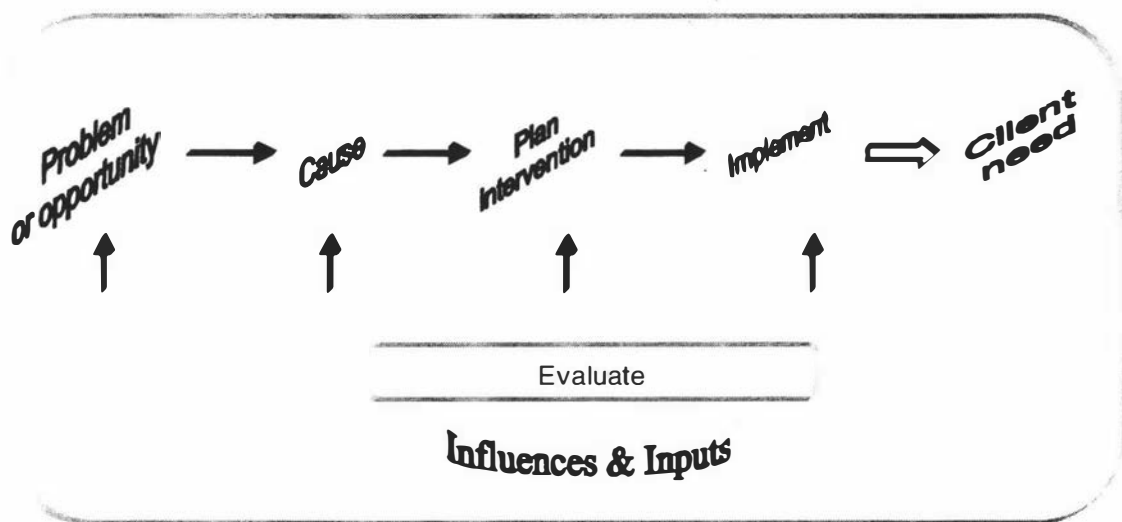 Problem
or opportunity
Cause
Plan
Intervention
Implement
Client
need
Evaluate
Influences & Inputs